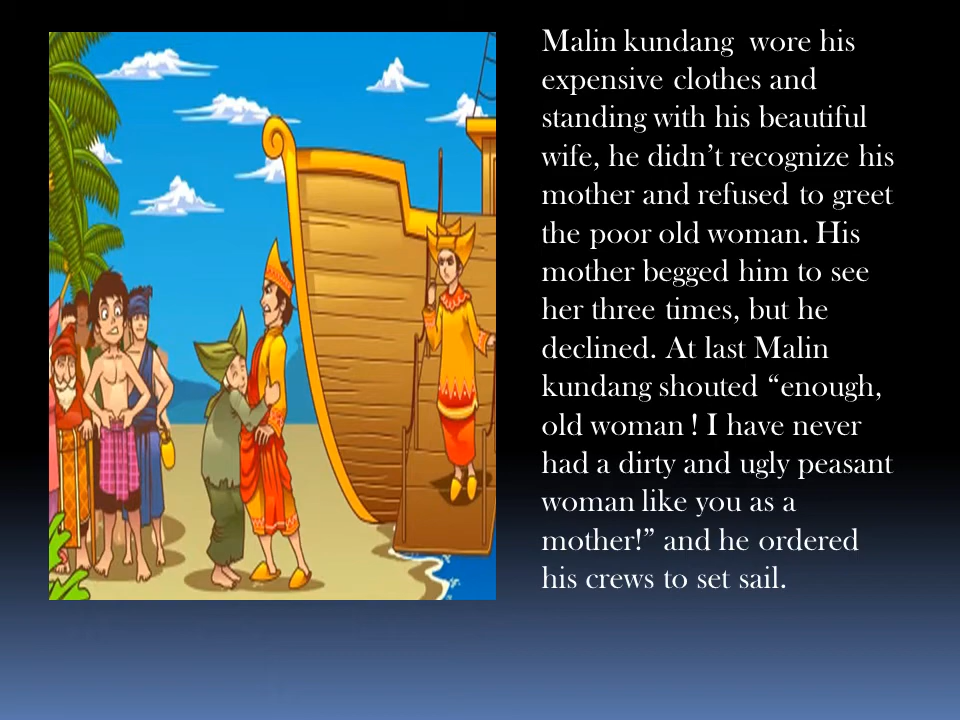 Malin kundang  wore his
expensive clothes and
standing with his beautiful
wife, he didn’t recognize his
mother and refused to greet
the poor old woman. His
mother begged him to see
her three times, but he
declined. At last Malin
kundang shouted “enough,
old woman ! I have never
had a dirty and ugly peasant
woman like you as a
mother!” and he ordered
his crews to set sail.